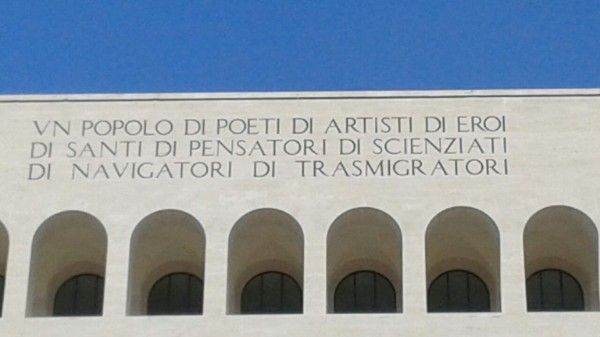 VN POPOLO DI POETI DI ARTISTI DI EROI
DI SANTI DI PENSATORI DI SCIENZIATI
DI NAVIGATORI DI TRASMIGRATORI